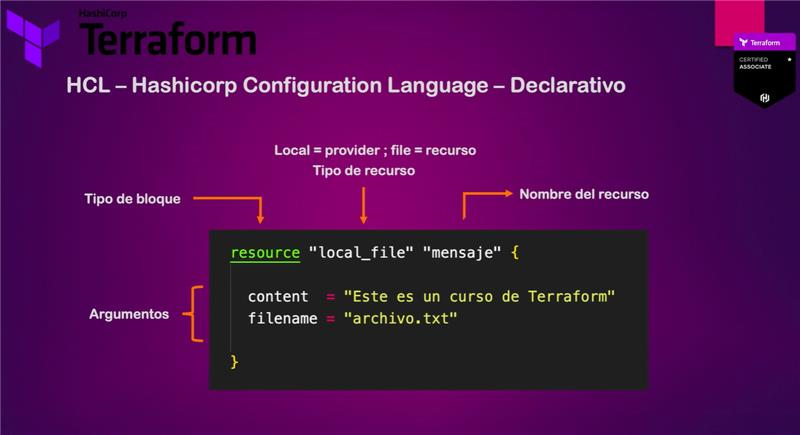 HashiCorp
Terraform
Terraform
CERTIFIED
ASSOCIATE
HCL – Hashicorp Configuration Language – Declarativo
Local = provider ; file = recurso
Tipo de recurso
Tipo de bloque
Nombre del recurso
resource "local_file" "mensaje" {
Argumentos
content = "Este es un curso de Terraform"
filename = "archivo.txt"
}